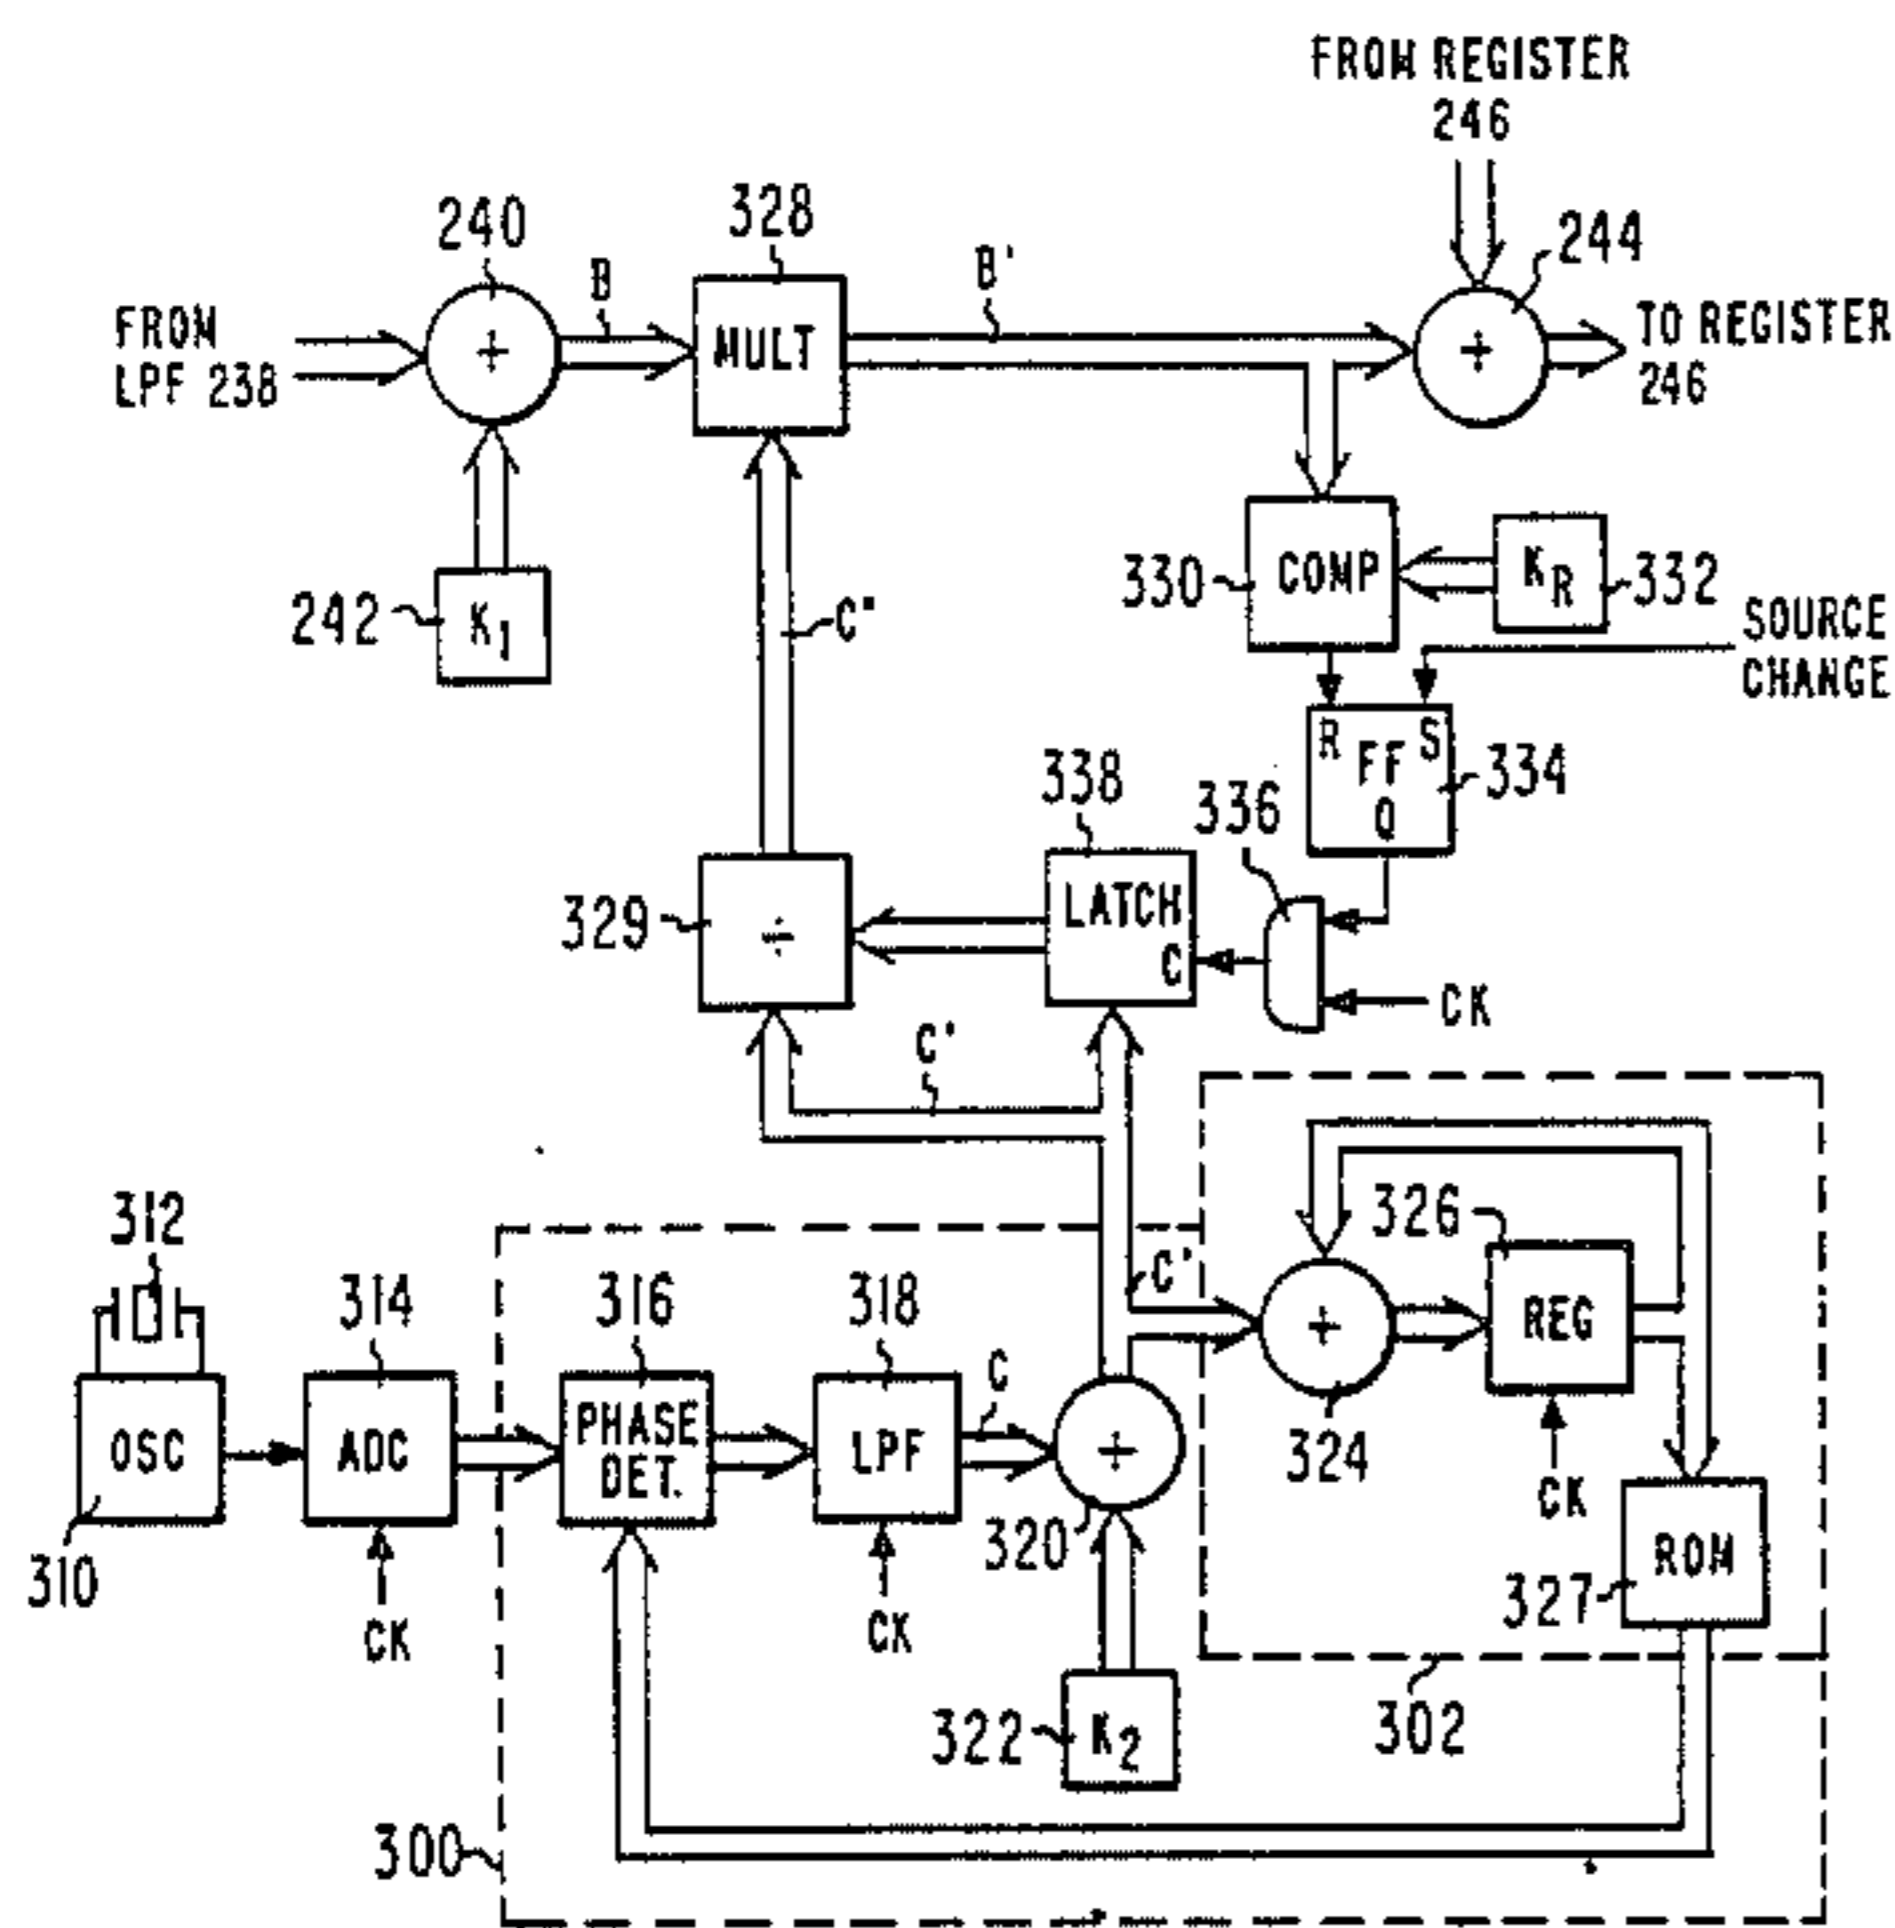 FROM REGISTER
246
240
328
B
B'
244
FROM
LPF 238
+
MULT
+
TO REGISTER
246
242
K1
C"
330
COMP
KR
332
SOURCE
CHANGE
R FF S
Q
334
338
336
329
÷
LATCH
C
CK
C'
312
314
316
318
C
C'
326
+
REG
324
CK
OSC
ADC
PHASE
DET.
LPF
+
320
310
CK
CK
322
K2
ROM
327
302
300